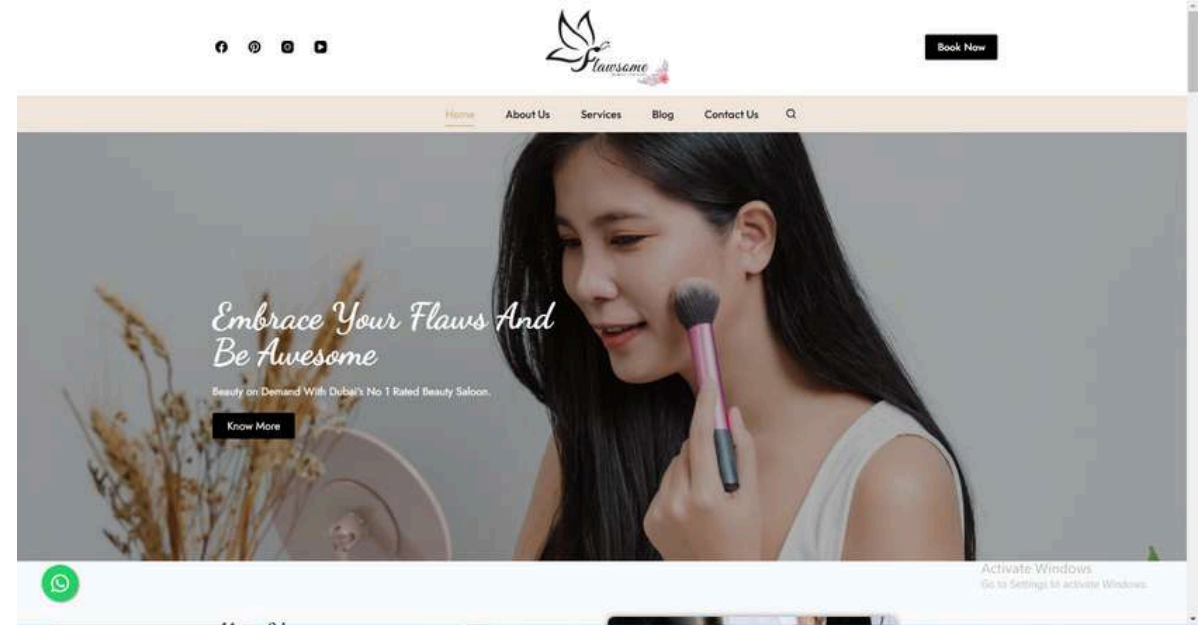 Flawsome
Book Now
Home
About Us
Services
Blog
Contact Us
Embrace Your Flaws And
Be Awesome
Beauty on Demand With Dubai's No 1 Rated Beauty Saloon.
Know More
Activate Windows
Go to Settings to activate Windows.